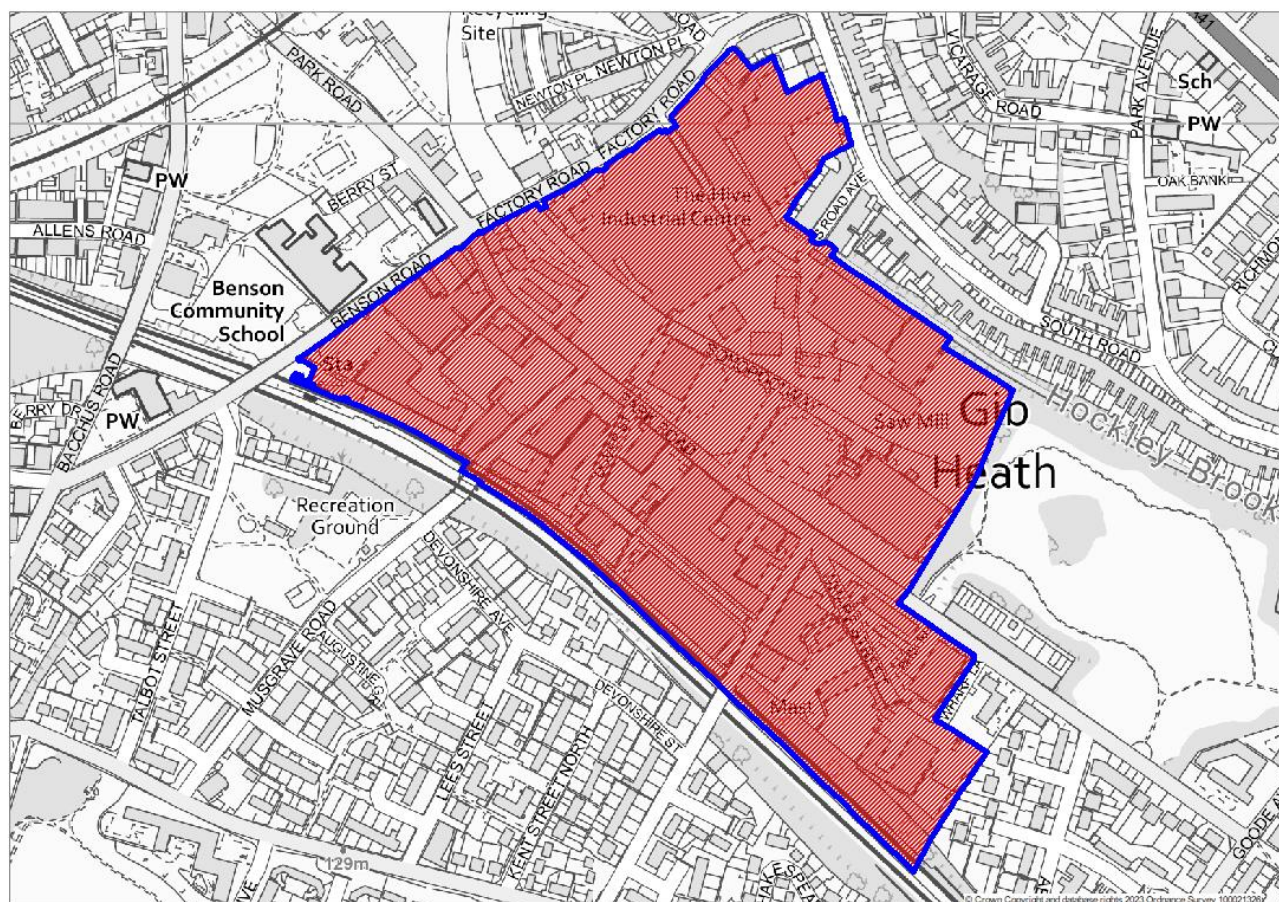 Recycling
Site
PARK ROAD
NEWTON PL
NEWTON PL
FACTORY ROAD
VICARAGE ROAD
PARK AVENUE
A41
Sch
PW
OAK BANK
PW
BERRY ST
ALLENS ROAD
FACTORY ROAD
The Hive
Industrial Centre
ROAD AVE
Benson
Community
School
BENSON ROAD
SOUTH ROAD
Sta
Saw Mill
Gib
Heath
Hockley Brook
PW
BACCHUS ROAD
Recreation
Ground
DEVONSHIRE AVE
TALBOT STREET
MUSGRAVE ROAD
LEES STREET
KENT STREET NORTH
DEVONSHIRE ST
Mast
129m
© Crown Copyright and database rights 2023 Ordnance Survey 100021326